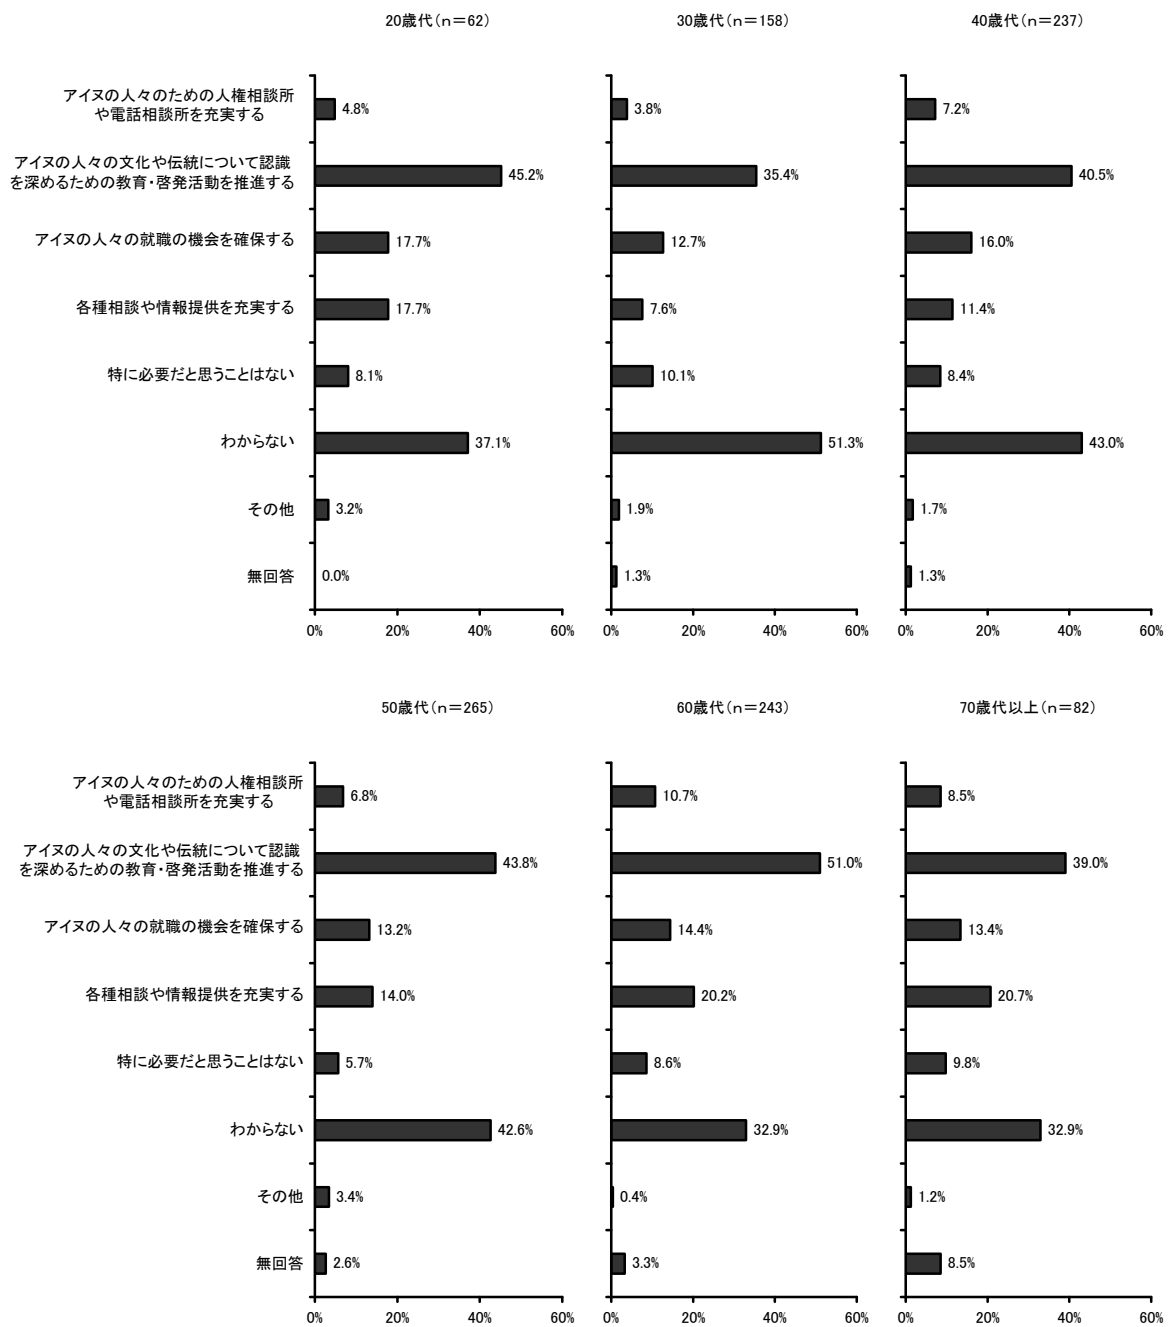 20歳代(n=62)
30歳代(n=158)
40歳代(n=237)
アイヌの人々のための人権相談所
や電話相談所を充実する
4.8%
3.8%
7.2%
アイヌの人々の文化や伝統について認識
を深めるための教育・啓発活動を推進する
45.2%
35.4%
40.5%
アイヌの人々の就職の機会を確保する
17.7%
12.7%
16.0%
各種相談や情報提供を充実する
17.7%
7.6%
11.4%
特に必要だと思うことはない
8.1%
10.1%
8.4%
わからない
37.1%
51.3%
43.0%
その他
3.2%
1.9%
1.7%
無回答
0.0%
1.3%
1.3%
0% 20% 40% 60%
0% 20% 40% 60%
0% 20% 40% 60%
50歳代(n=265)
60歳代(n=243)
70歳代以上(n=82)
アイヌの人々のための人権相談所
や電話相談所を充実する
6.8%
10.7%
8.5%
アイヌの人々の文化や伝統について認識
を深めるための教育・啓発活動を推進する
43.8%
51.0%
39.0%
アイヌの人々の就職の機会を確保する
13.2%
14.4%
13.4%
各種相談や情報提供を充実する
14.0%
20.2%
20.7%
特に必要だと思うことはない
5.7%
8.6%
9.8%
わからない
42.6%
32.9%
32.9%
その他
3.4%
0.4%
1.2%
無回答
2.6%
3.3%
8.5%
0% 20% 40% 60%
0% 20% 40% 60%
0% 20% 40% 60%